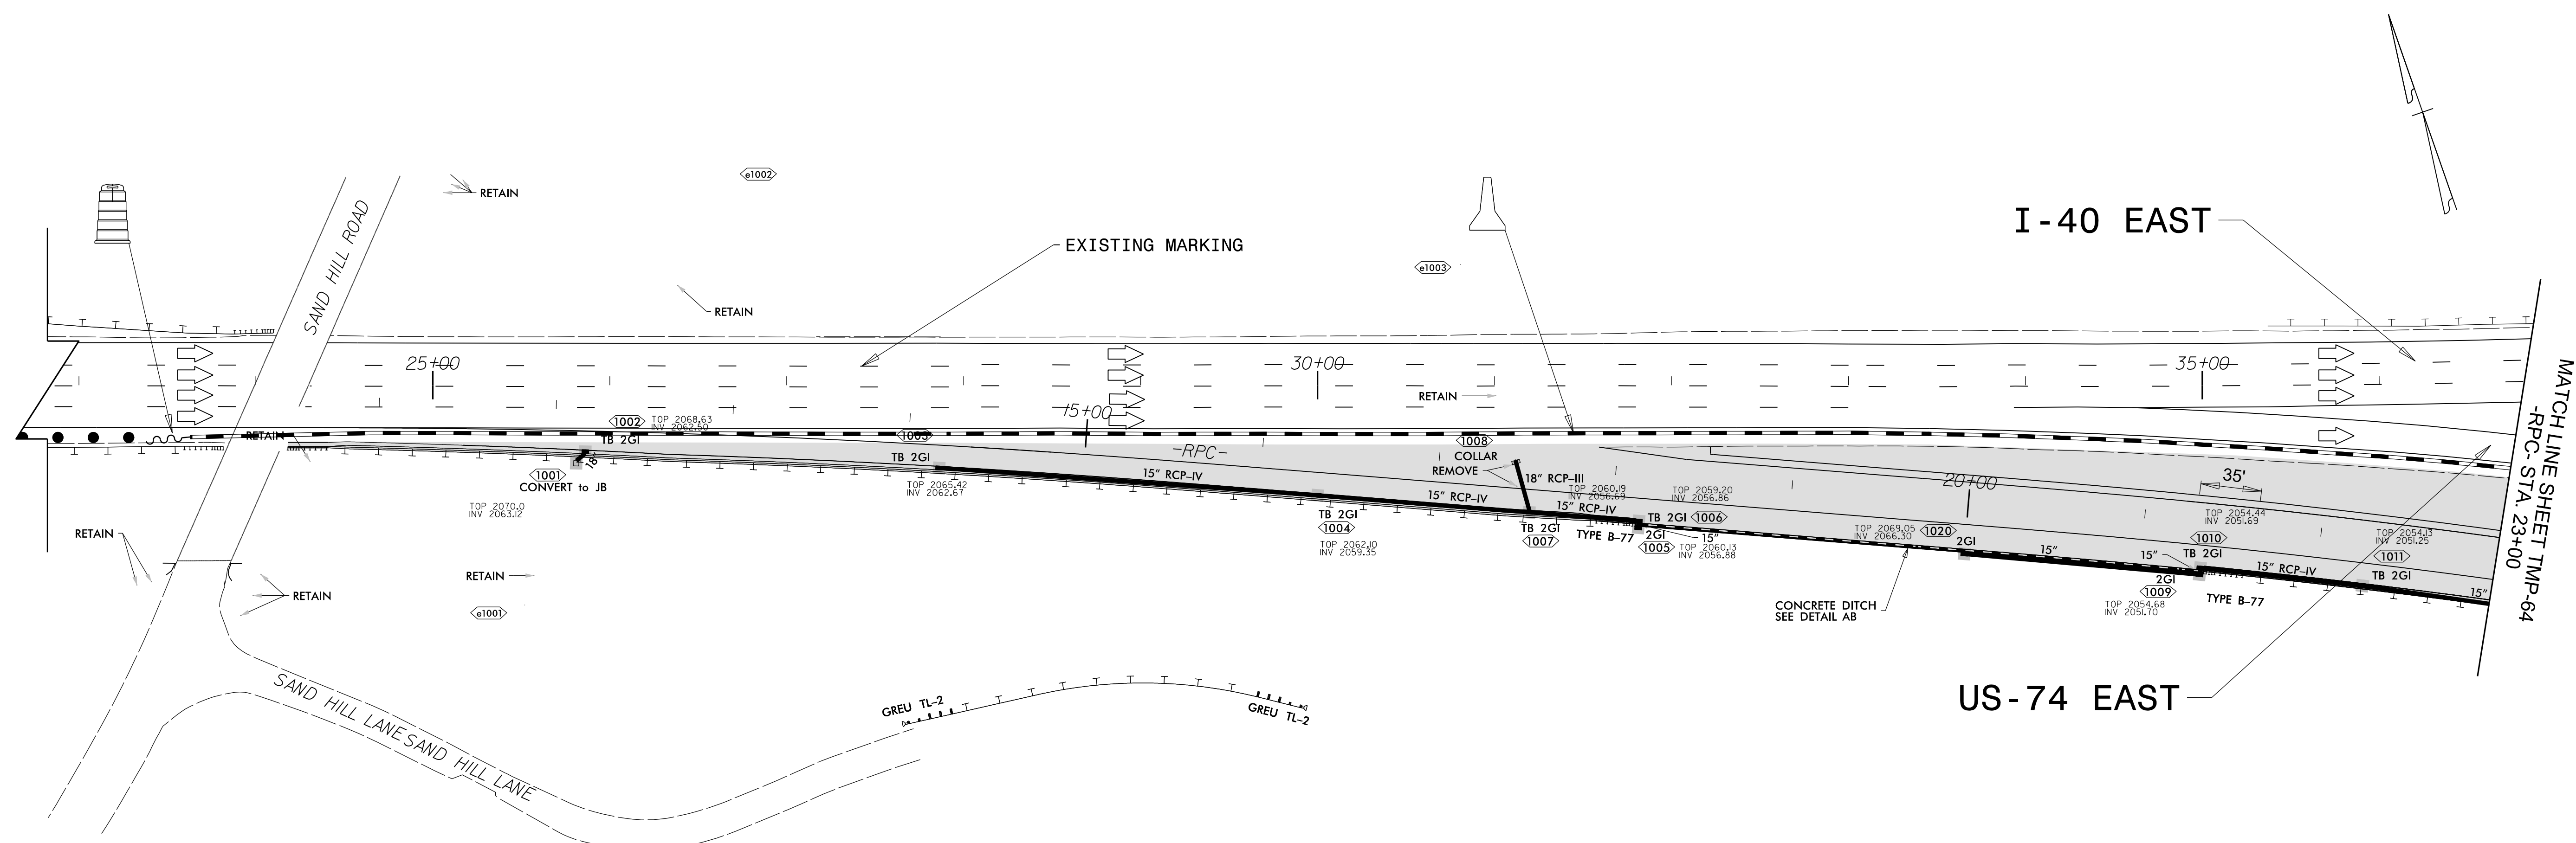 e1002
RETAIN
SAND HILL ROAD
I-40 EAST
EXISTING MARKING
e1003
RETAIN
25+00
30+00
35+00
RETAIN
15+00
1002
TOP 2068.63
INV 2062.50
RETAIN
TB 2GI
1003
1008
COLLAR
REMOVE
-RPC-
18"
1001
CONVERT to JB
TB 2GI
TOP 2065.42
INV 2062.67
15" RCP-IV
15" RCP-IV
18" RCP-III
15" RCP-IV
TOP 2060.19
INV 2056.69
TOP 2059.20
INV 2056.86
20+00
35'
TOP 2070.0
INV 2063.12
TB 2GI
1004
TOP 2062.10
INV 2059.35
TB 2GI
1007
TYPE B-77
TB 2GI
1006
2GI
1005
15"
TOP 2060.13
INV 2056.88
TOP 2069.05
INV 2066.30
1020
2GI
15"
15"
TOP 2054.44
INV 2051.69
1010
TB 2GI
15" RCP-IV
TOP 2054.13
INV 2051.25
1011
TB 2GI
15"
2GI
1009
TOP 2054.68
INV 2051.70
TYPE B-77
RETAIN
RETAIN
RETAIN
e1001
CONCRETE DITCH
SEE DETAIL AB
MATCH LINE SHEET TMP-64
-RPC- STA. 23+00
US-74 EAST
SAND HILL LANE
SAND HILL LANE
GREU TL-2
GREU TL-2